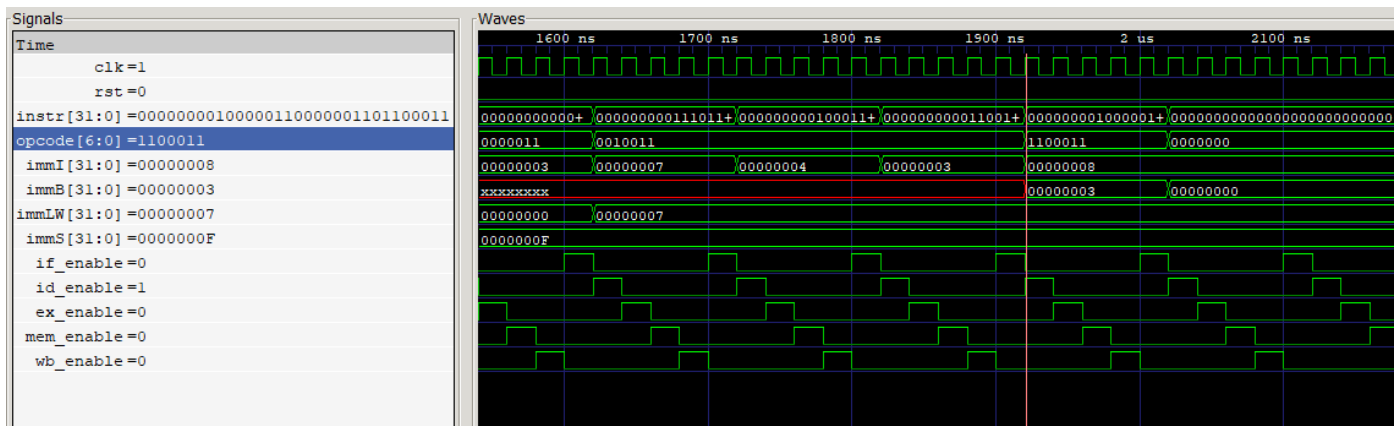 Signals
Waves
Time
1600 ns 1700 ns 1800 ns 1900 ns 2 us 2100 ns
clk=1
rst=0
instr[31:0] =00000000100000110000001101100011 00000000000+ 000000000111011+ 000000000100011+ 000000000011001+ 000000001000001+ 00000000000000000000000000
opcode[6:0] =1100011 0000011 0010011 1100011 0000000
immI[31:0] =00000008 00000003 00000007 00000004 00000003 00000008
immB[31:0] =00000003 xxxxxxxx 00000003 00000000
immLW[31:0] =00000007 00000000 00000007
immS[31:0] =0000000F 0000000F
if_enable=0
id_enable=1
ex_enable=0
mem_enable=0
wb_enable=0